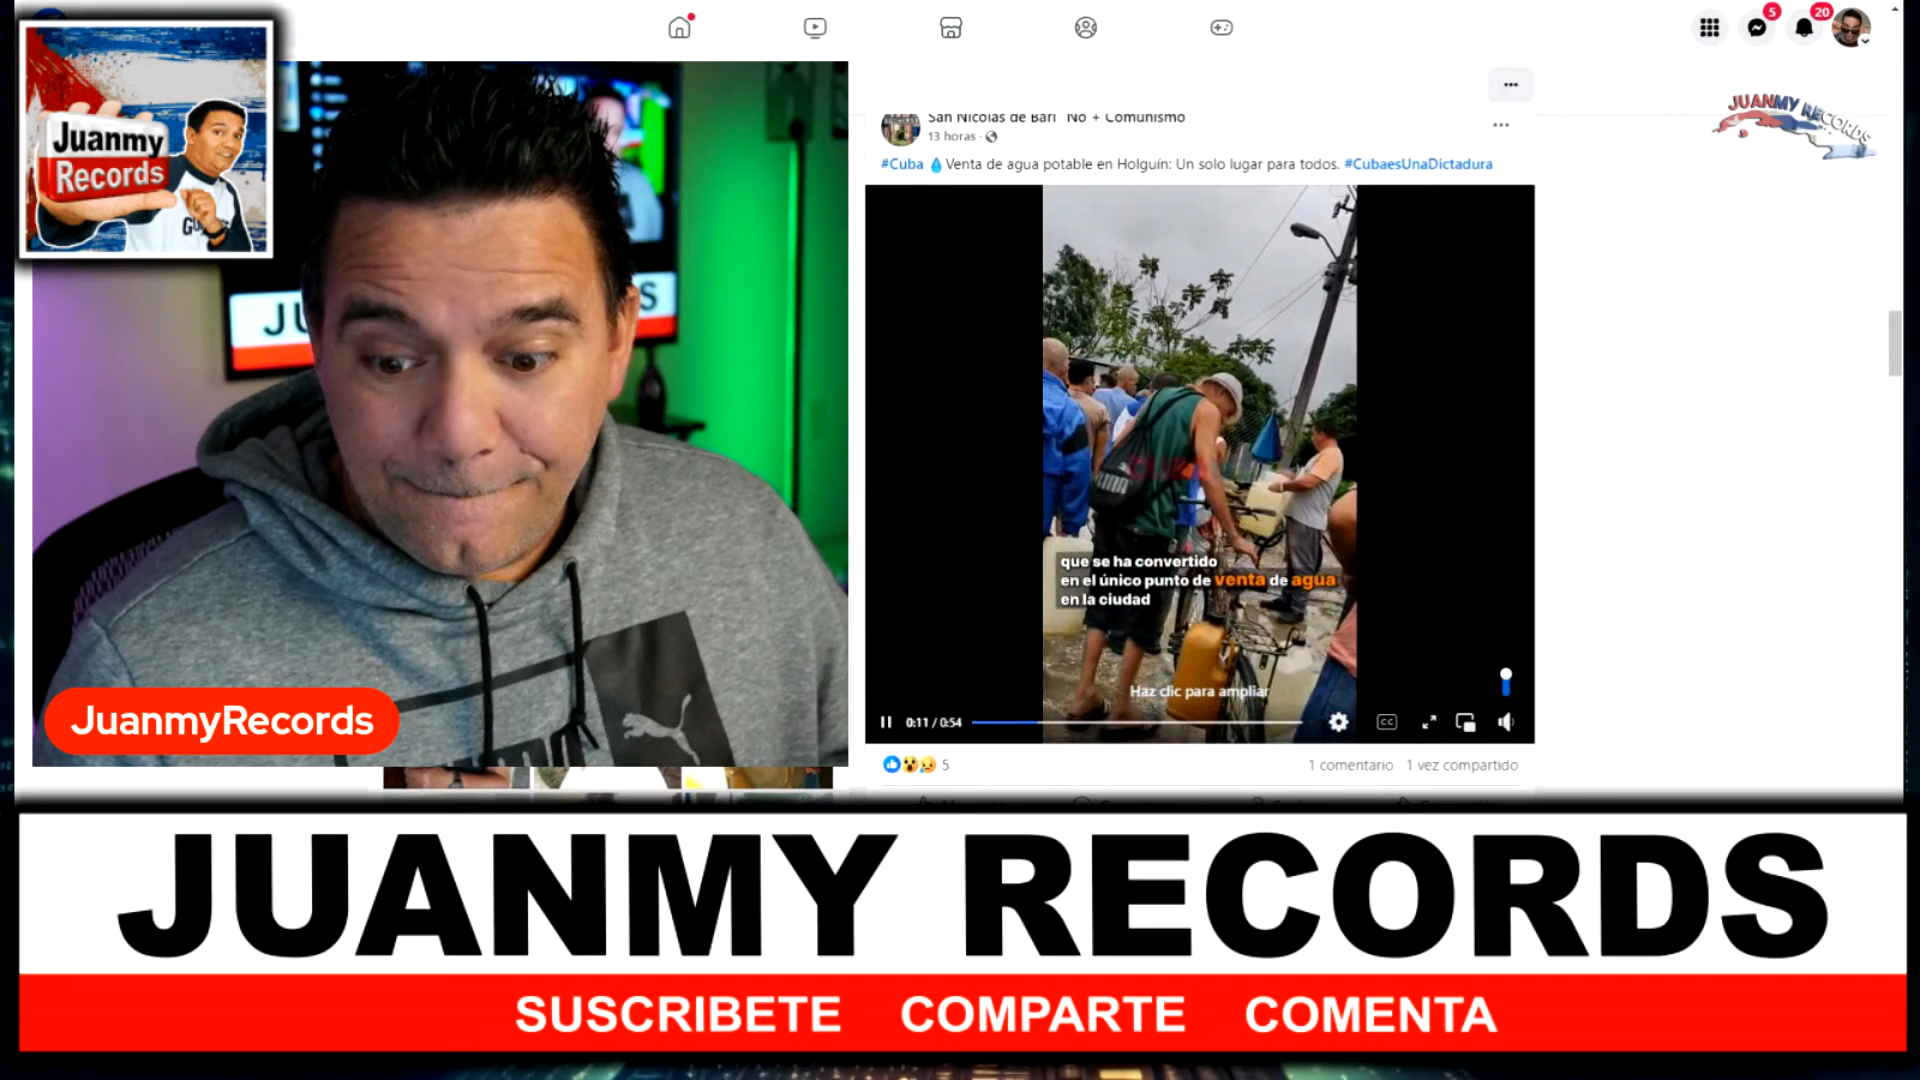 Juanmy
Records
JuanmyRecords
5
20
San Nicolas de Bari No + Comunismo
13 horas
#Cuba 💧Venta de agua potable en Holguín: Un solo lugar para todos. #CubaesUnaDictadura
JUANMY RECORDS
que se ha convertido
en el único punto de venta de agua
en la ciudad
Haz clic para ampliar
0:11 / 0:54
CC
5
1 comentario 1 vez compartido
JUANMY RECORDS
SUSCRIBETE COMPARTE COMENTA